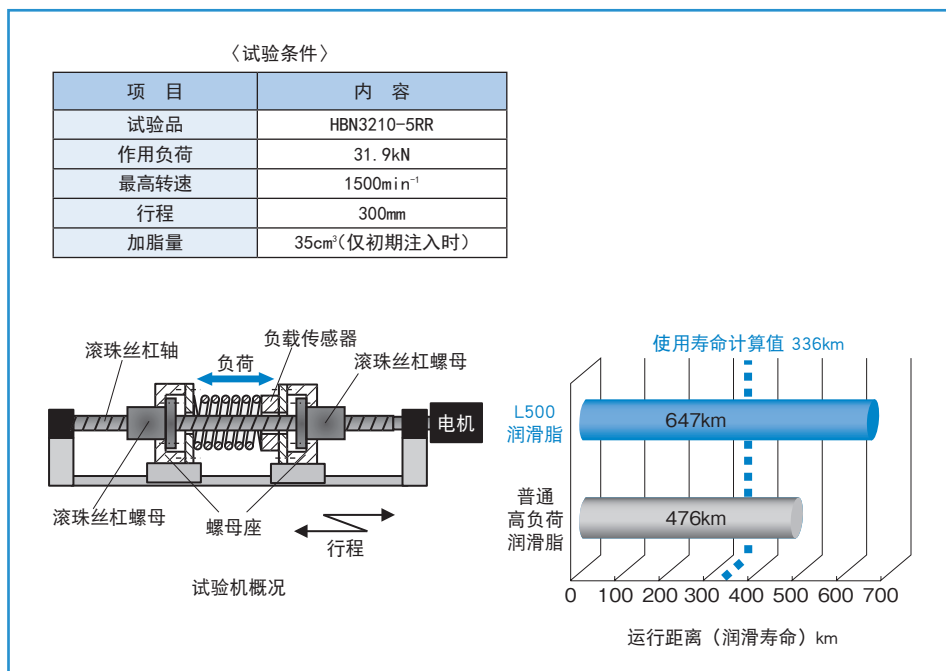 〈试验条件〉
项 目 内 容
试验品 HBN3210-5RR
作用负荷 31.9kN
最高转速 1500min⁻¹
行程 300mm
加脂量 35cm³(仅初期注入时)
滚珠丝杠轴
负荷
负载传感器
滚珠丝杠螺母
电机
滚珠丝杠螺母
螺母座
行程
试验机概况
使用寿命计算值 336km
L500
润滑脂
647km
普通
高负荷
润滑脂
476km
0 100 200 300 400 500 600 700
运行距离（润滑寿命）km